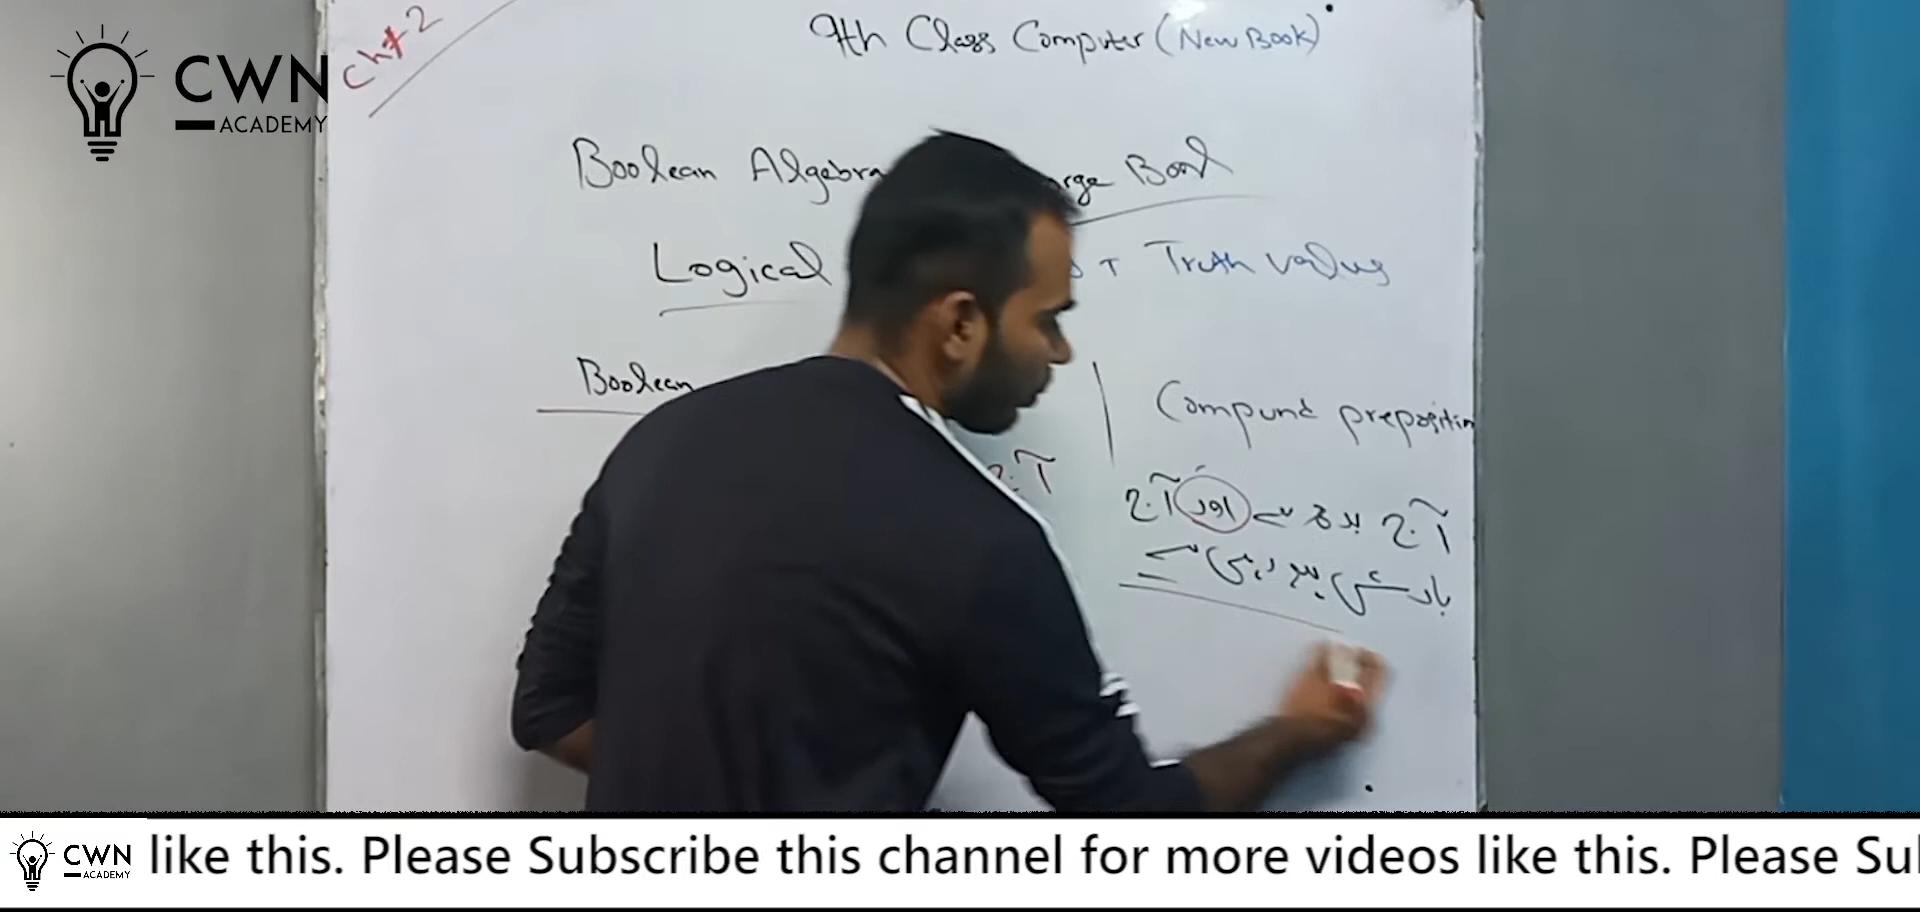 CWN
ACADEMY
Ch#2
9th Class Computer (New Book)
Boolean Algebra
Logical
+ Truth values
Boolean
Compund preposition
آج
آج بدھ ہے اور آج
بارش ہو رہی ہے
CWN
ACADEMY
like this. Please Subscribe this channel for more videos like this. Please Su